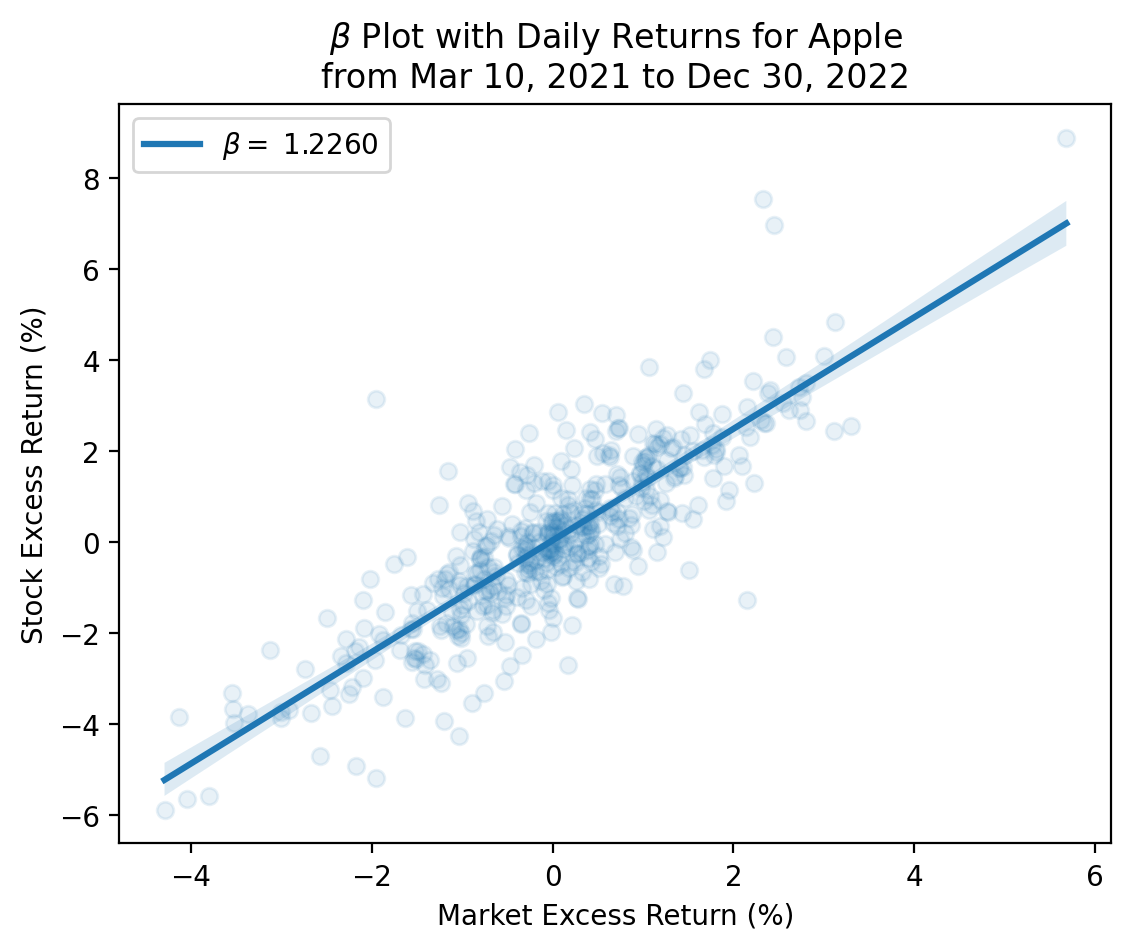 β Plot with Daily Returns for Apple
from Mar 10, 2021 to Dec 30, 2022
β = 1.2260
8
6
4
2
0
−2
−4
−6
Stock Excess Return (%)
−4 −2 0 2 4 6
Market Excess Return (%)